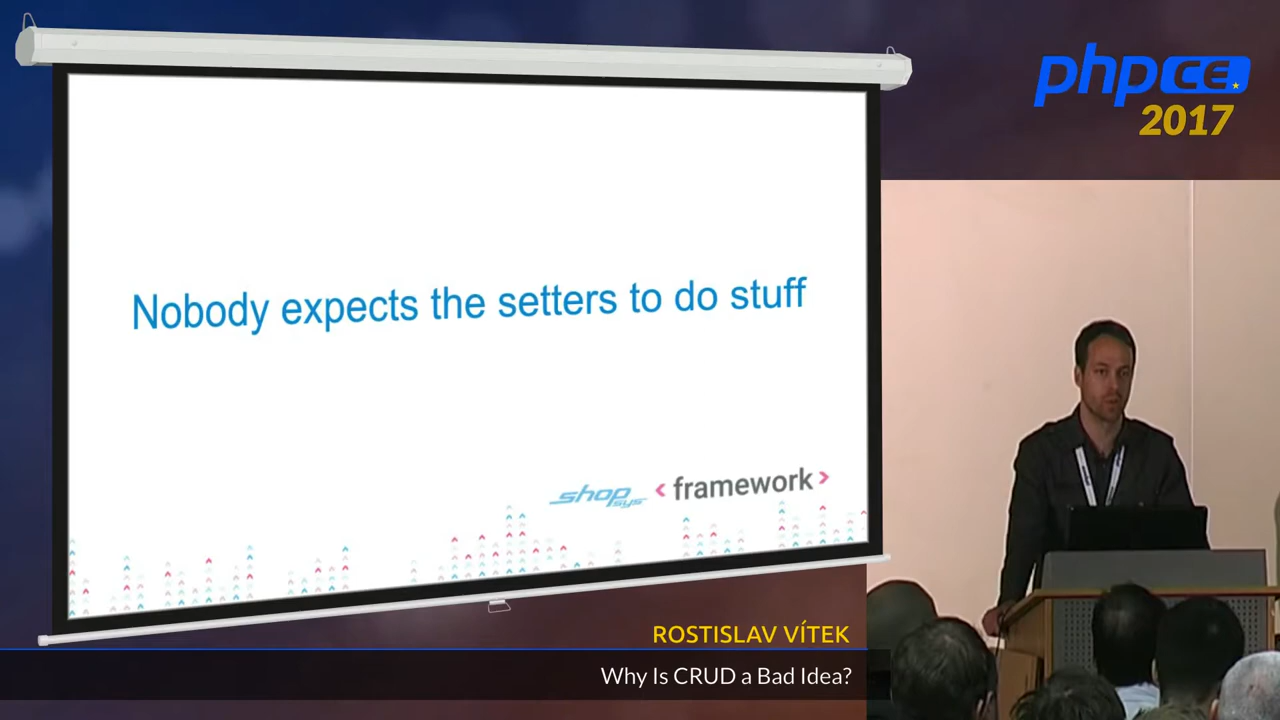 phpCE
2017
Nobody expects the setters to do stuff
shopsys <framework>
ROSTISLAV VÍTEK
Why Is CRUD a Bad Idea?